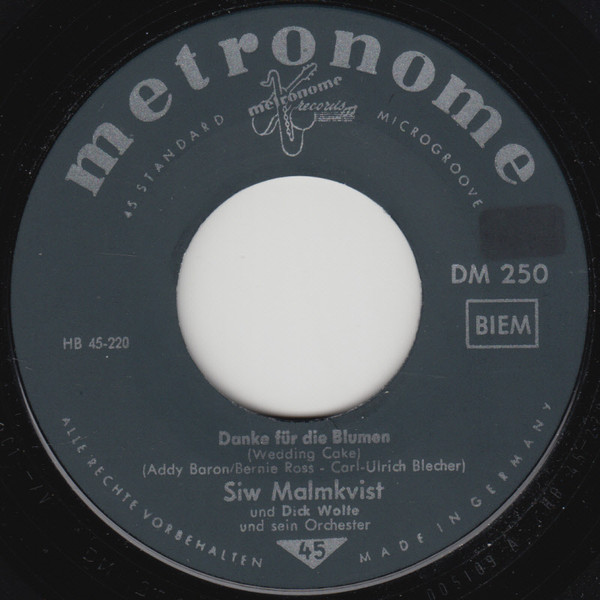 metronome
metronome
records
45 STANDARD
MICROGROOVE
DM 250
BIEM
HB 45-220
Danke für die Blumen
(Wedding Cake)
(Addy Baron/Bernie Ross - Carl-Ulrich Blecher)
Siw Malmkvist
und Dick Wolte
und sein Orchester
45
ALLE RECHTE VORBEHALTEN
MADE IN GERMANY